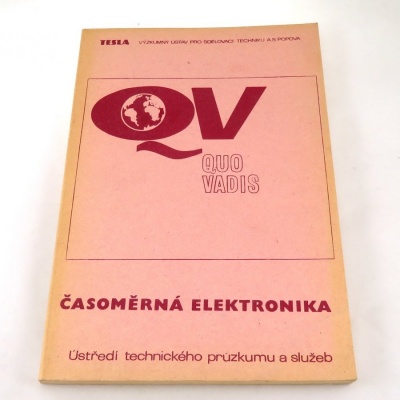 TESLA VÝZKUMNÝ ÚSTAV PRO SDĚLOVACÍ TECHNIKU A.S. POPOVA
QV
QUO
VADIS
ČASOMĚRNÁ ELEKTRONIKA
Ústředí technického průzkumu a služeb